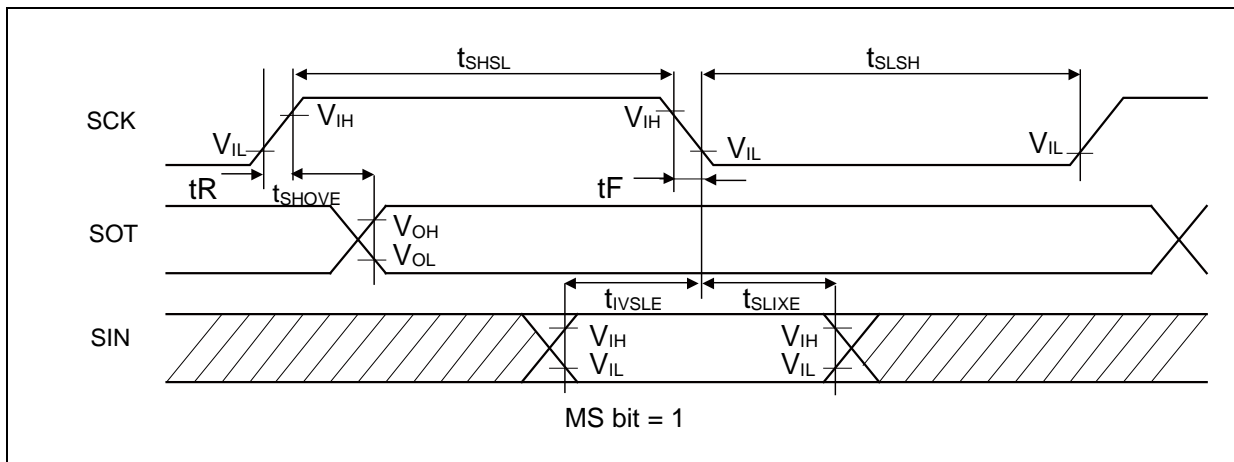 tSHSL
tSLSH
SCK
VIH
VIH
VIL
VIL
VIL
tR
tSHOVE
tF
SOT
VOH
VOL
tIVSLE
tSLIXE
SIN
VIH
VIH
VIL
VIL
MS bit = 1